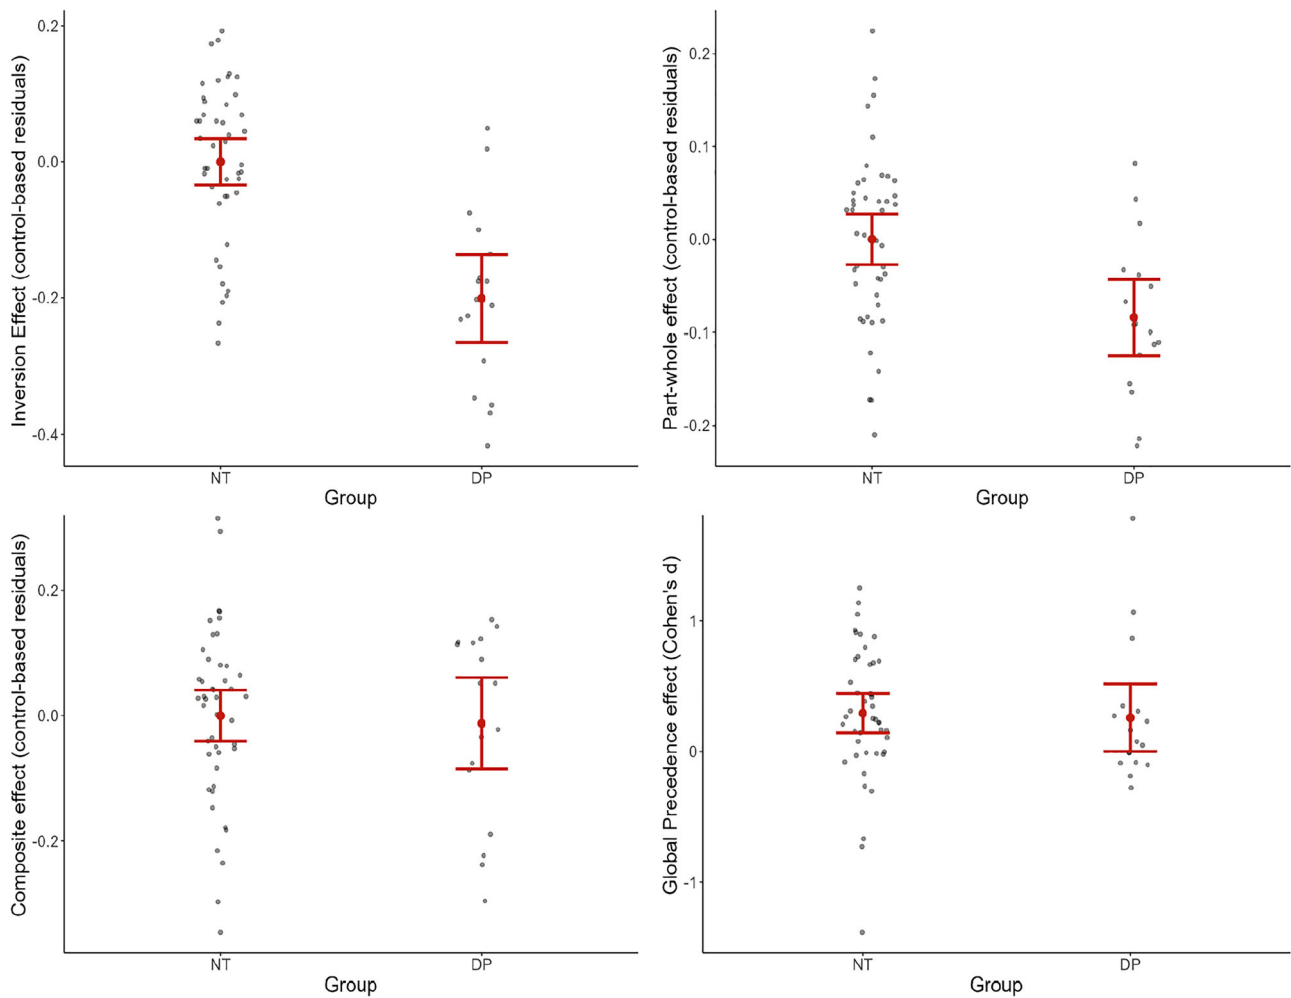 Inversion Effect (control-based residuals)
0.2
0.0
-0.2
-0.4
NT
DP
Group
Part-whole effect (control-based residuals)
0.2
0.1
0.0
-0.1
-0.2
NT
DP
Group
Composite effect (control-based residuals)
0.2
0.0
-0.2
NT
DP
Group
Global Precedence effect (Cohen's d)
1
0
-1
NT
DP
Group